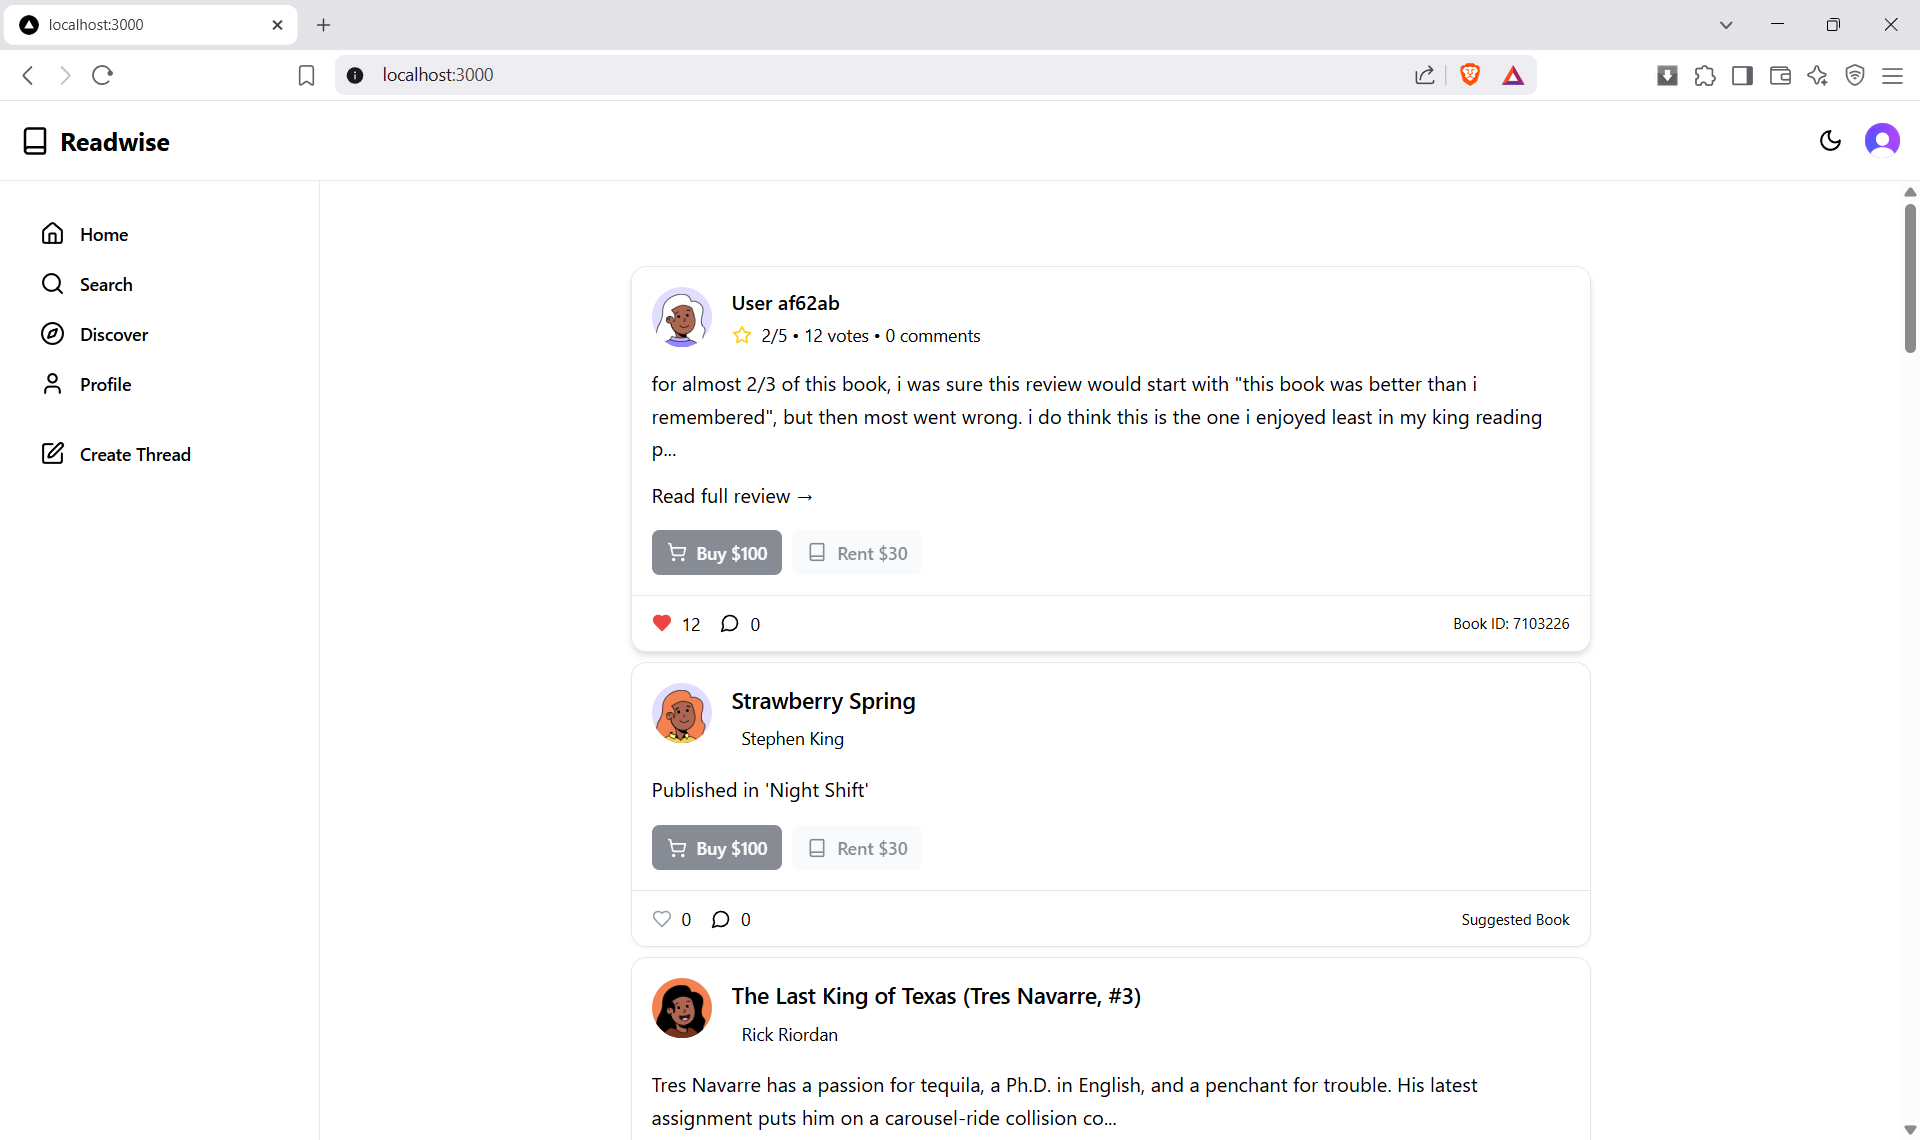 localhost:3000
localhost:3000
Readwise
Home
Search
Discover
Profile
Create Thread
User af62ab
2/5 • 12 votes • 0 comments
for almost 2/3 of this book, i was sure this review would start with "this book was better than i
remembered", but then most went wrong. i do think this is the one i enjoyed least in my king reading
p...
Read full review →
Buy $100 Rent $30
12 0 Book ID: 7103226
Strawberry Spring
Stephen King
Published in 'Night Shift'
Buy $100 Rent $30
0 0 Suggested Book
The Last King of Texas (Tres Navarre, #3)
Rick Riordan
Tres Navarre has a passion for tequila, a Ph.D. in English, and a penchant for trouble. His latest
assignment puts him on a carousel-ride collision co...